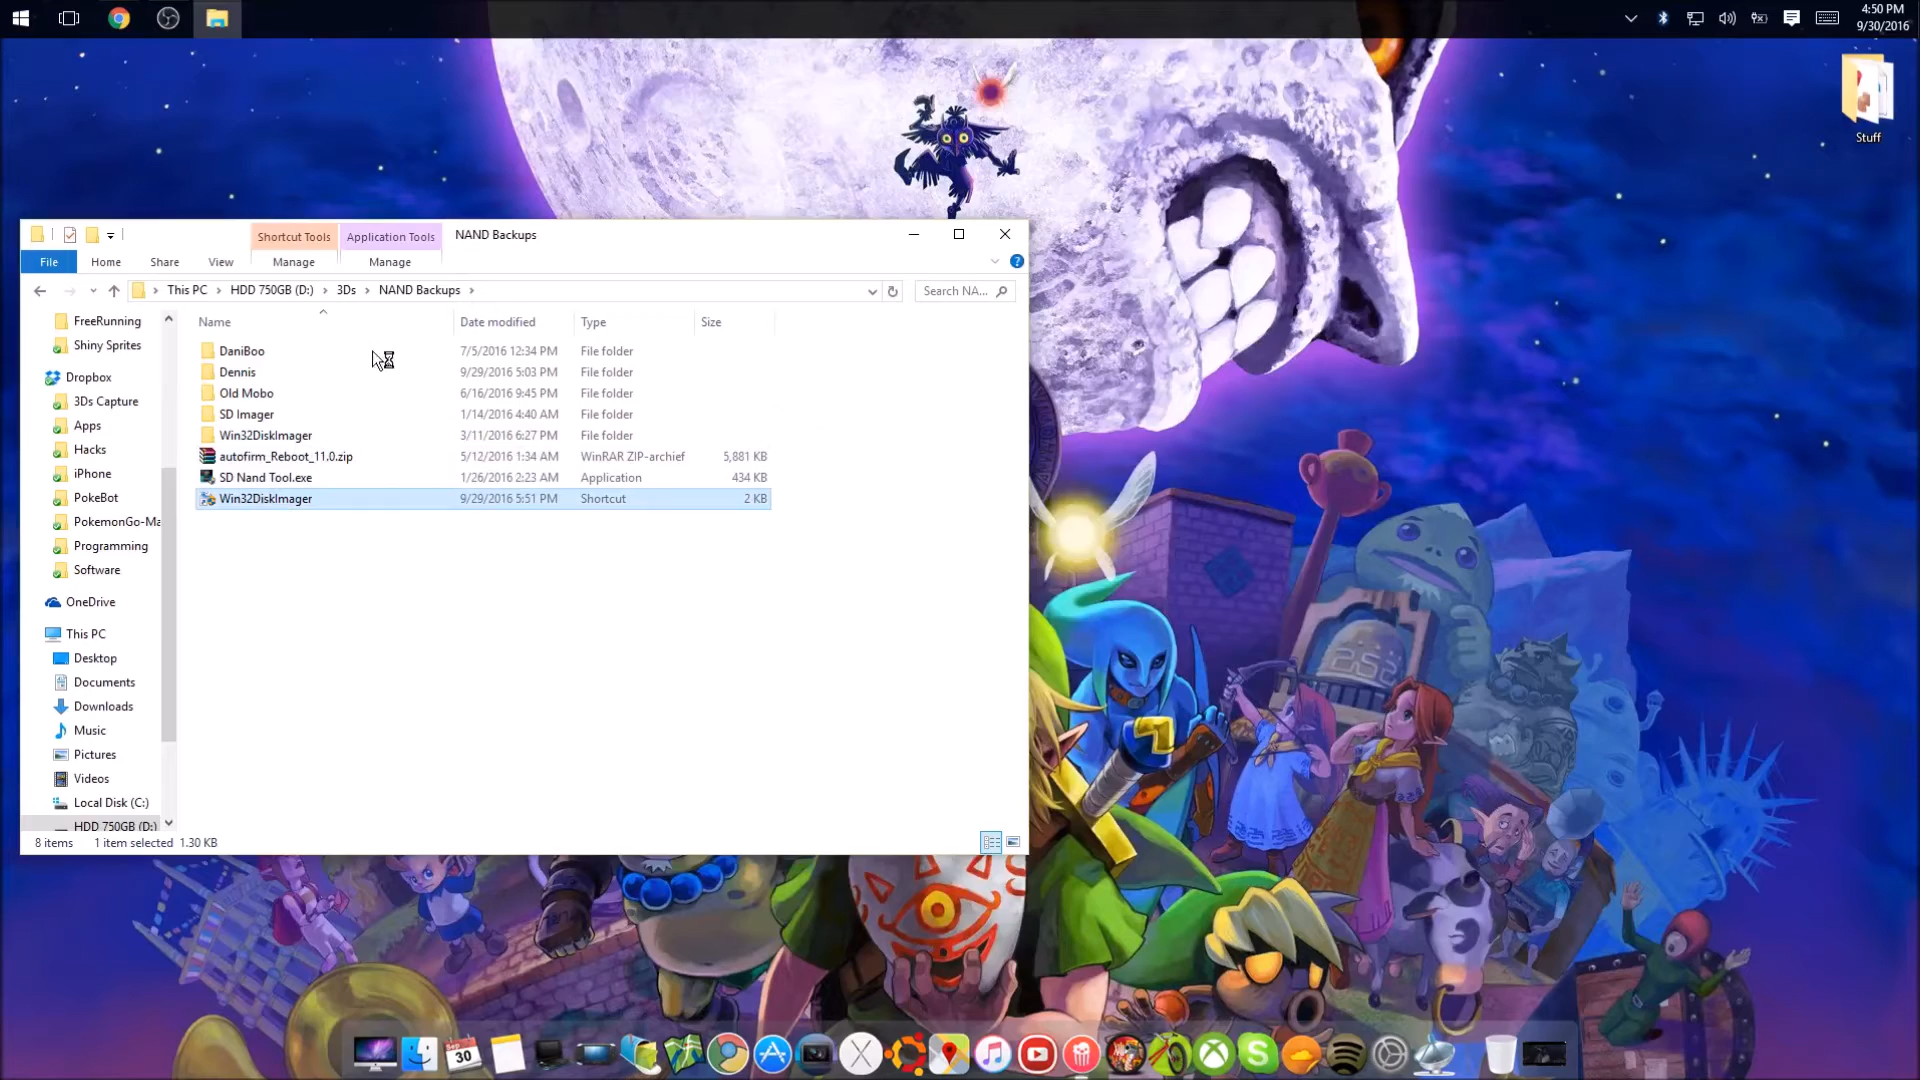 4:50 PM
9/30/2016
Stuff
Shortcut Tools
Application Tools
NAND Backups
File
Home
Share
View
Manage
Manage
This PC
HDD 750GB (D:)
3Ds
NAND Backups
Search NA...
Name
Date modified
Type
Size
DaniBoo 7/5/2016 12:34 PM File folder
Dennis 9/29/2016 5:03 PM File folder
Old Mobo 6/16/2016 9:45 PM File folder
SD Imager 1/14/2016 4:40 AM File folder
Win32DiskImager 3/11/2016 6:27 PM File folder
autofirm_Reboot_11.0.zip 5/12/2016 1:34 AM WinRAR ZIP-archief 5,881 KB
SD Nand Tool.exe 1/26/2016 2:23 AM Application 434 KB
Win32DiskImager 9/29/2016 5:51 PM Shortcut 2 KB
FreeRunning
Shiny Sprites
Dropbox
3Ds Capture
Apps
Hacks
iPhone
PokeBot
PokemonGo-Ma
Programming
Software
OneDrive
This PC
Desktop
Documents
Downloads
Music
Pictures
Videos
Local Disk (C:)
HDD 750GB (D:)
8 items 1 item selected 1.30 KB
Sep
30